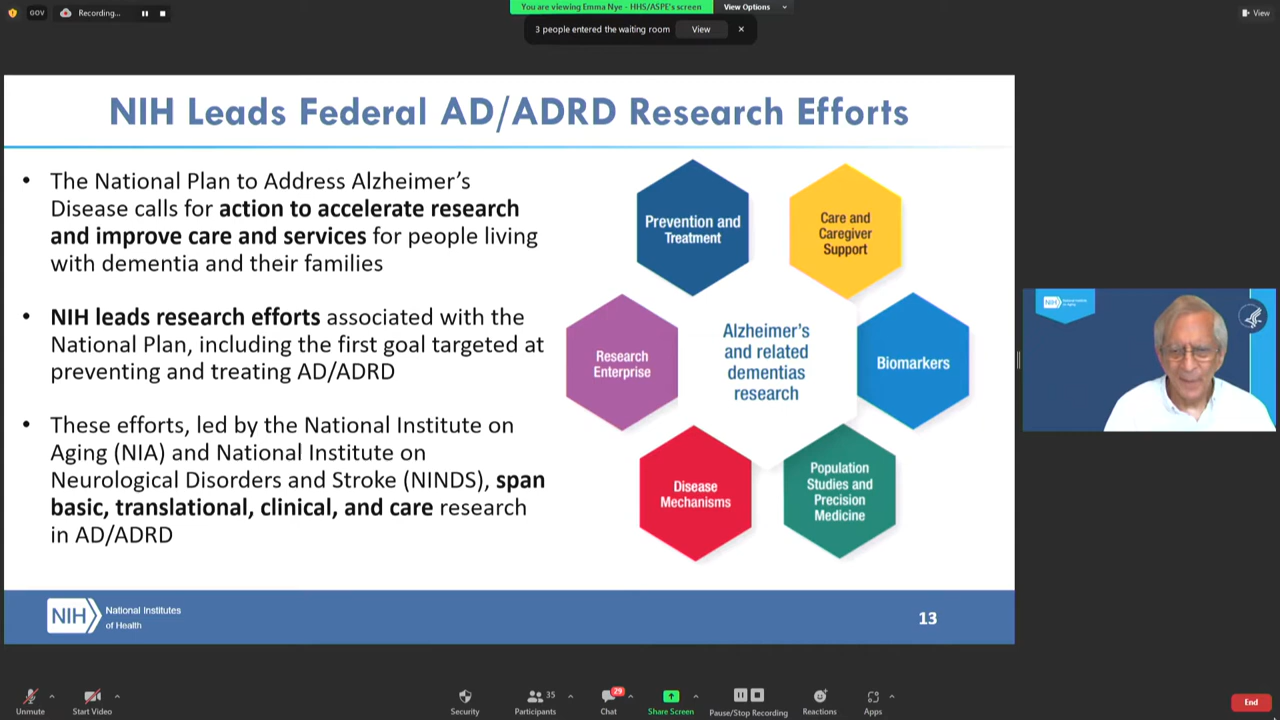 GOV
Recording...
You are viewing Emma Nye - HHS/ASPE's screen
View Options
View
3 people entered the waiting room
View
NIH Leads Federal AD/ADRD Research Efforts
• The National Plan to Address Alzheimer's
Disease calls for action to accelerate research
and improve care and services for people living
with dementia and their families
• NIH leads research efforts associated with the
National Plan, including the first goal targeted at
preventing and treating AD/ADRD
• These efforts, led by the National Institute on
Aging (NIA) and National Institute on
Neurological Disorders and Stroke (NINDS), span
basic, translational, clinical, and care research
in AD/ADRD
Prevention and
Treatment
Care and
Caregiver
Support
Research
Enterprise
Alzheimer's
and related
dementias
research
Biomarkers
Disease
Mechanisms
Population
Studies and
Precision
Medicine
NIH
National Institutes
of Health
13
NIH
National Institute
on Aging
Unmute
Start Video
Security
Participants
35
Chat
29
Share Screen
Pause/Stop Recording
Reactions
Apps
End